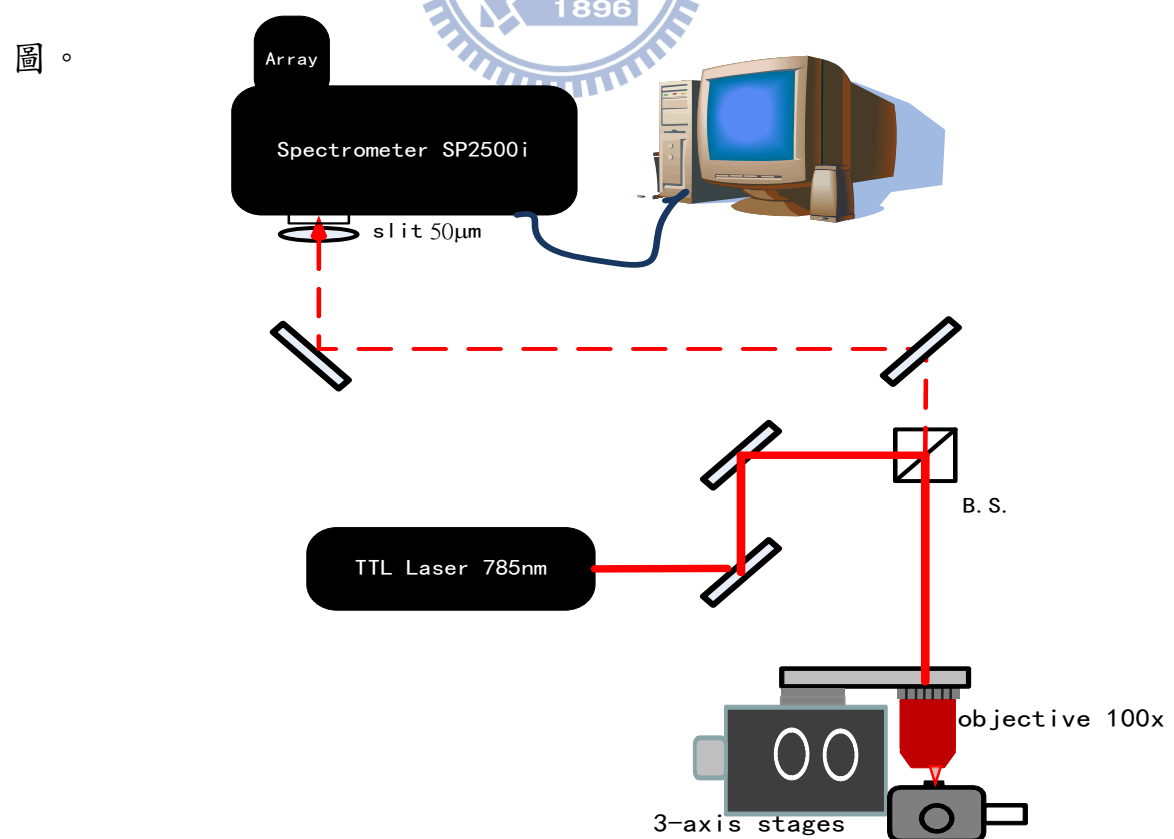 1896
圖。
Array
Spectrometer SP2500i
slit 50μm
B.S.
TTL Laser 785nm
objective 100x
3-axis stages